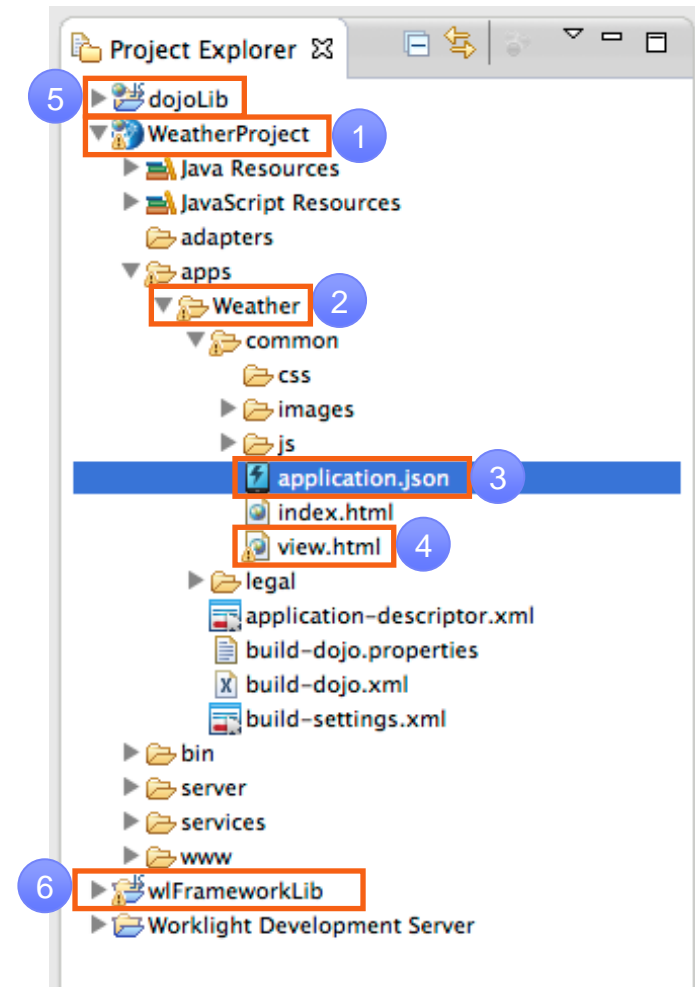 Project Explorer
5 dojoLib
WeatherProject 1
Java Resources
JavaScript Resources
adapters
apps
Weather 2
common
css
images
js
application.json 3
index.html
view.html 4
legal
application-descriptor.xml
build-dojo.properties
X build-dojo.xml
build-settings.xml
bin
server
services
www
6 wlFrameworkLib
Worklight Development Server